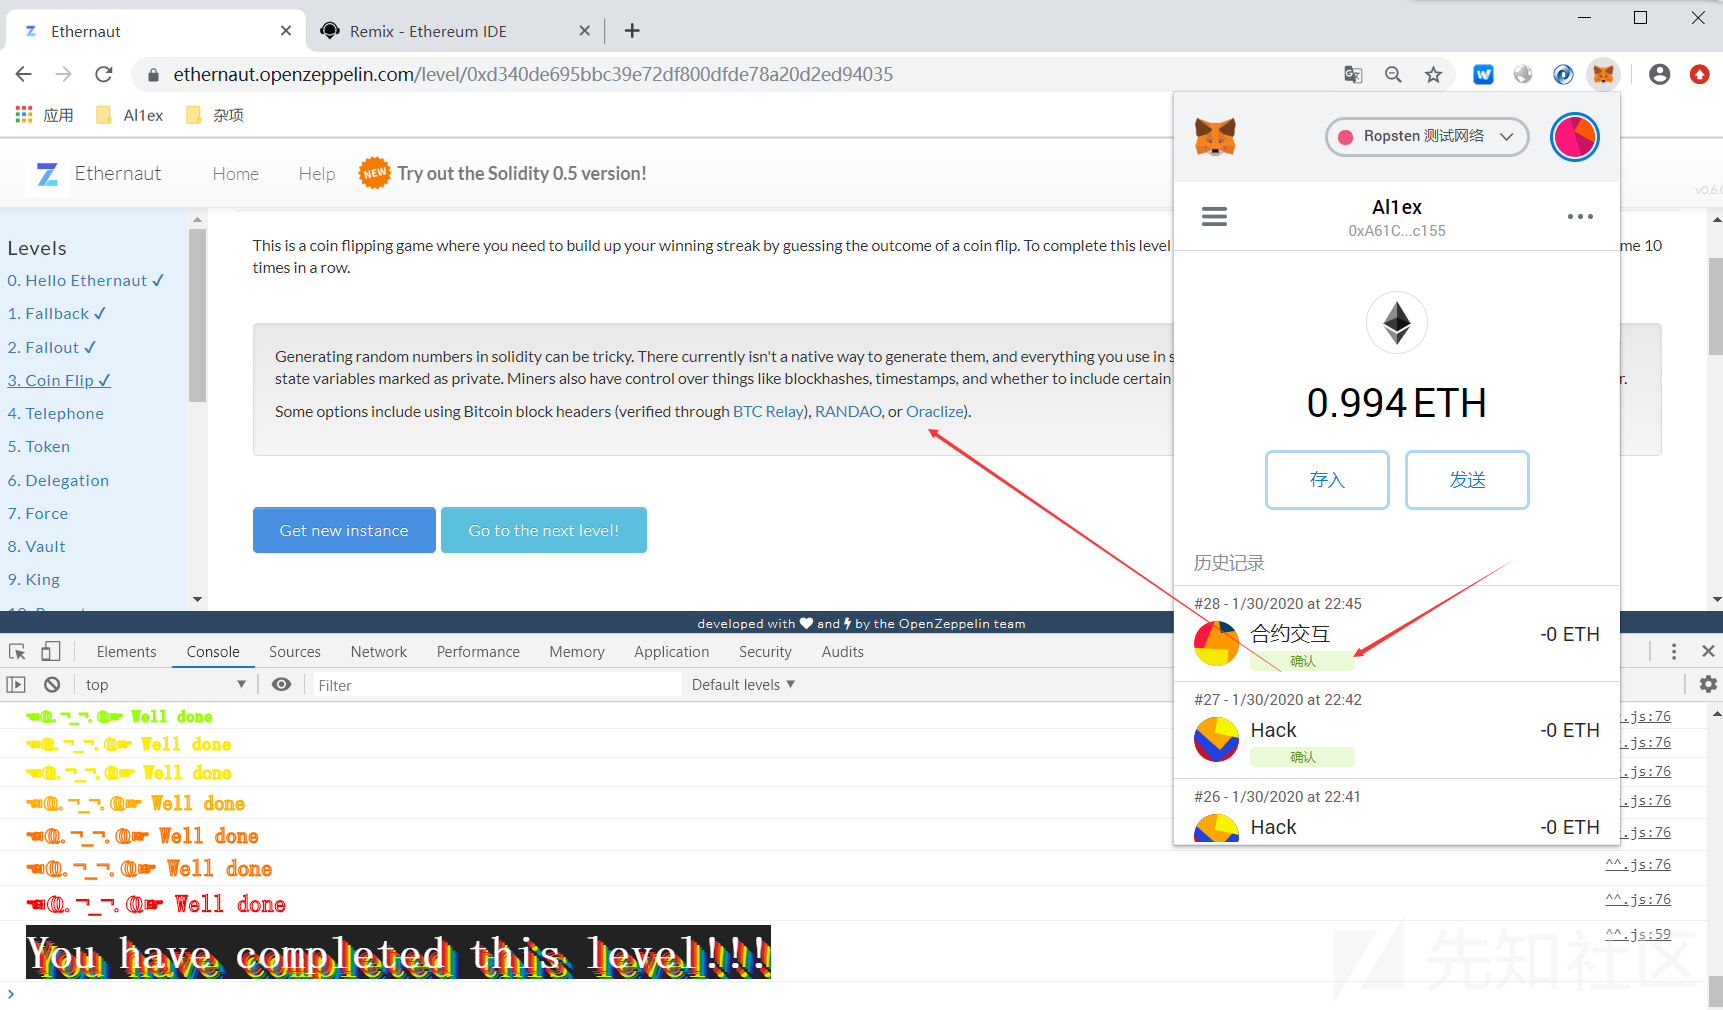 Ethernaut
Remix - Ethereum IDE
ethernaut.openzeppelin.com/level/0xd340de695bbc39e72df800dfde78a20d2ed94035
应用
Al1ex
杂项
Ethernaut
Home
Help
NEW
Try out the Solidity 0.5 version!
v0.6.0
Levels
0. Hello Ethernaut ✓
1. Fallback ✓
2. Fallout ✓
3. Coin Flip ✓
4. Telephone
5. Token
6. Delegation
7. Force
8. Vault
9. King
This is a coin flipping game where you need to build up your winning streak by guessing the outcome of a coin flip. To complete this level
me 10
times in a row.
Generating random numbers in solidity can be tricky. There currently isn't a native way to generate them, and everything you use in s
state variables marked as private. Miners also have control over things like blockhashes, timestamps, and whether to include certain
r.
Some options include using Bitcoin block headers (verified through BTC Relay), RANDAO, or Oraclize).
Get new instance
Go to the next level!
developed with ❤ and ⚡ by the OpenZeppelin team
Ropsten 测试网络
Al1ex
0xA61C...c155
0.994 ETH
存入
发送
历史记录
#28 - 1/30/2020 at 22:45
合约交互
-0 ETH
确认
#27 - 1/30/2020 at 22:42
Hack
-0 ETH
确认
#26 - 1/30/2020 at 22:41
Hack
-0 ETH
Elements
Console
Sources
Network
Performance
Memory
Application
Security
Audits
top
Filter
Default levels ▼
☚@.¬_¬.@☛ Well done
.js:76
☚@.¬_¬.@☛ Well done
.js:76
☚@.¬_¬.@☛ Well done
.js:76
☚@.¬_¬.@☛ Well done
.js:76
☚@.¬_¬.@☛ Well done
.js:76
☚@.¬_¬.@☛ Well done
^^.js:76
☚@.¬_¬.@☛ Well done
^^.js:76
You have completed this level!!!
^^.js:59
先知社区